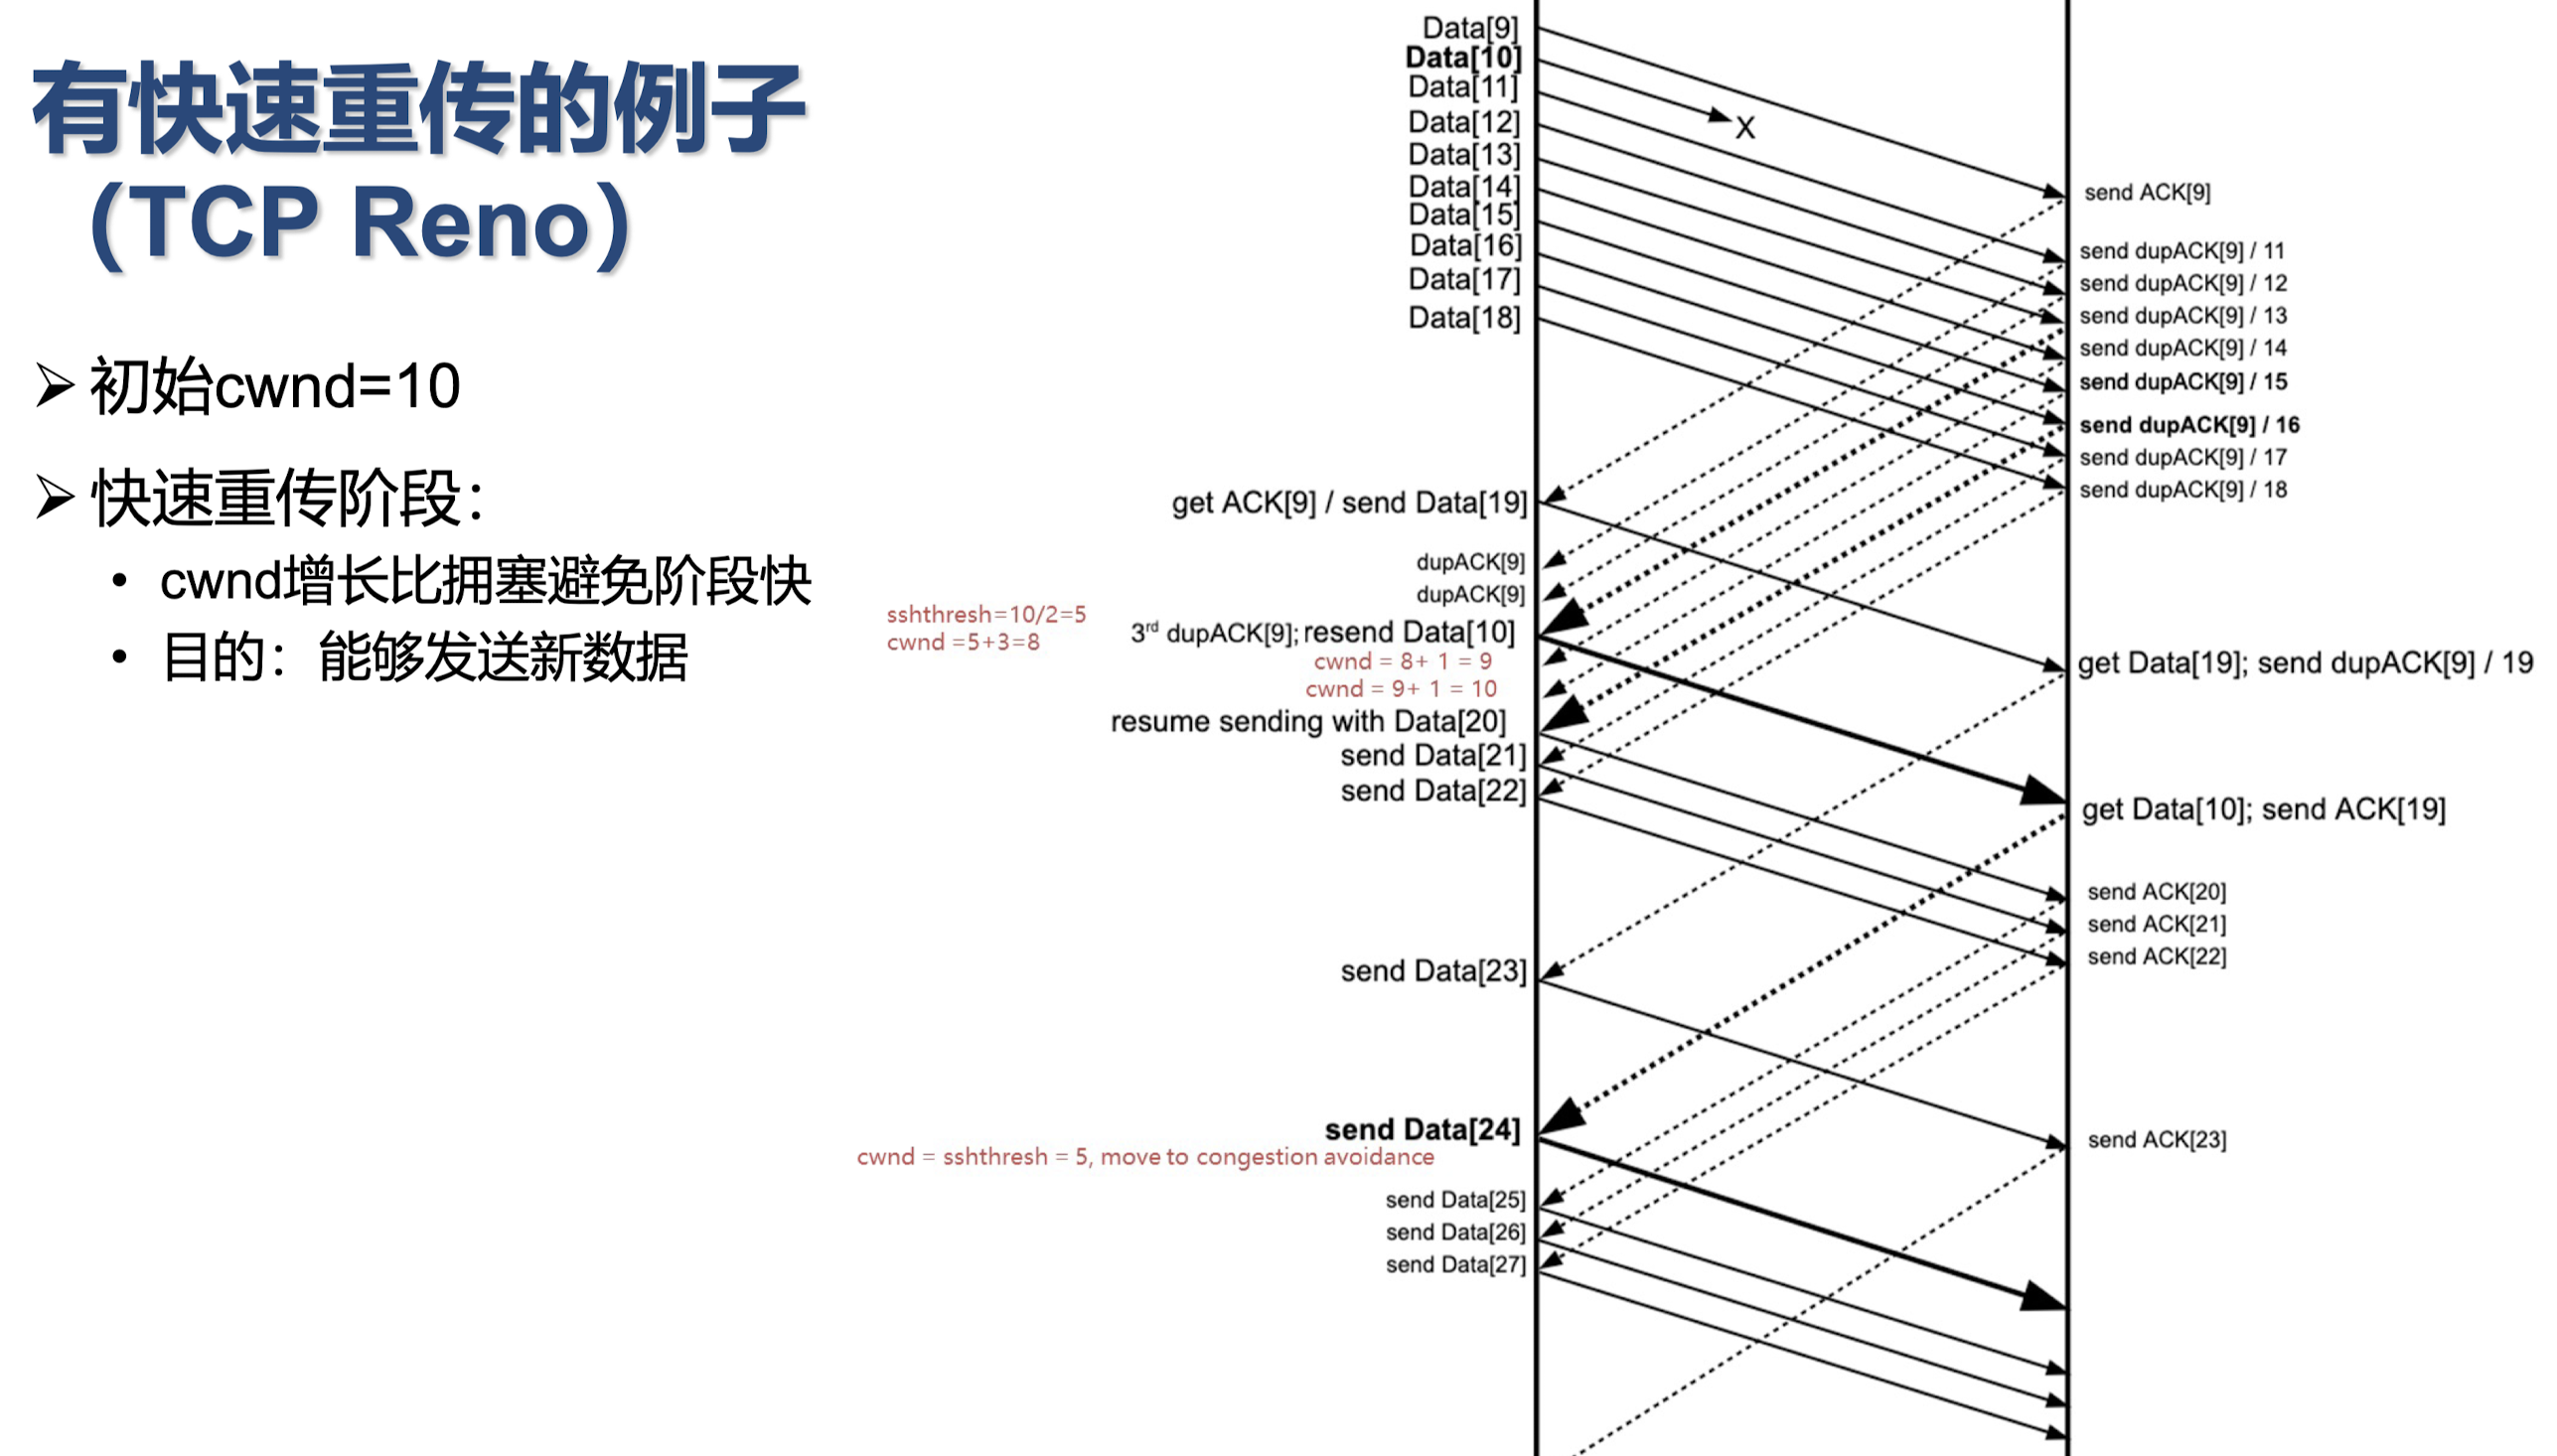 有快速重传的例子
（TCP Reno）
初始cwnd=10
快速重传阶段：
cwnd增长比拥塞避免阶段快
目的：能够发送新数据
Data[9]
Data[10]
Data[11]
Data[12]
Data[13]
Data[14]
Data[15]
Data[16]
Data[17]
Data[18]
X
get ACK[9] / send Data[19]
dupACK[9]
dupACK[9]
sshthresh=10/2=5
cwnd =5+3=8
3rd dupACK[9]; resend Data[10]
cwnd = 8+ 1 = 9
cwnd = 9+ 1 = 10
resume sending with Data[20]
send Data[21]
send Data[22]
send Data[23]
send Data[24]
cwnd = sshthresh = 5, move to congestion avoidance
send Data[25]
send Data[26]
send Data[27]
send ACK[9]
send dupACK[9] / 11
send dupACK[9] / 12
send dupACK[9] / 13
send dupACK[9] / 14
send dupACK[9] / 15
send dupACK[9] / 16
send dupACK[9] / 17
send dupACK[9] / 18
get Data[19]; send dupACK[9] / 19
get Data[10]; send ACK[19]
send ACK[20]
send ACK[21]
send ACK[22]
send ACK[23]